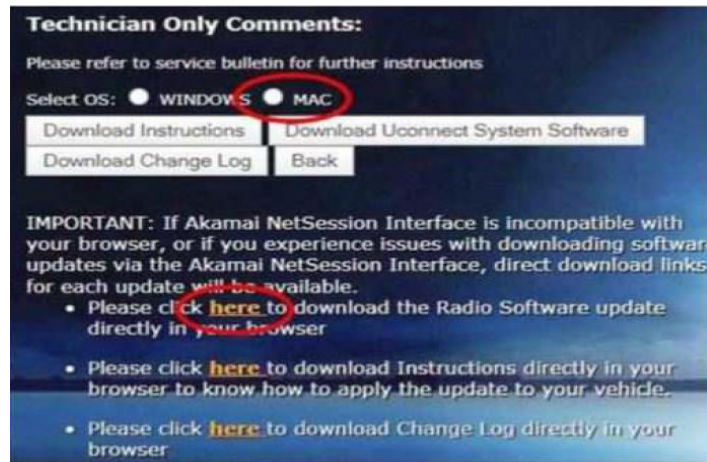 Technician Only Comments:
Please refer to service bulletin for further instructions
Select OS: WINDOWS MAC
Download Instructions Download Uconnect System Software
Download Change Log Back
IMPORTANT: If Akamai NetSession Interface is incompatible with
your browser, or if you experience issues with downloading softwar
updates via the Akamai NetSession Interface, direct download links
for each update will be available.
• Please click here to download the Radio Software update
directly in your browser
• Please click here to download Instructions directly in your
browser to know how to apply the update to your vehicle.
• Please click here to download Change Log directly in your
browser